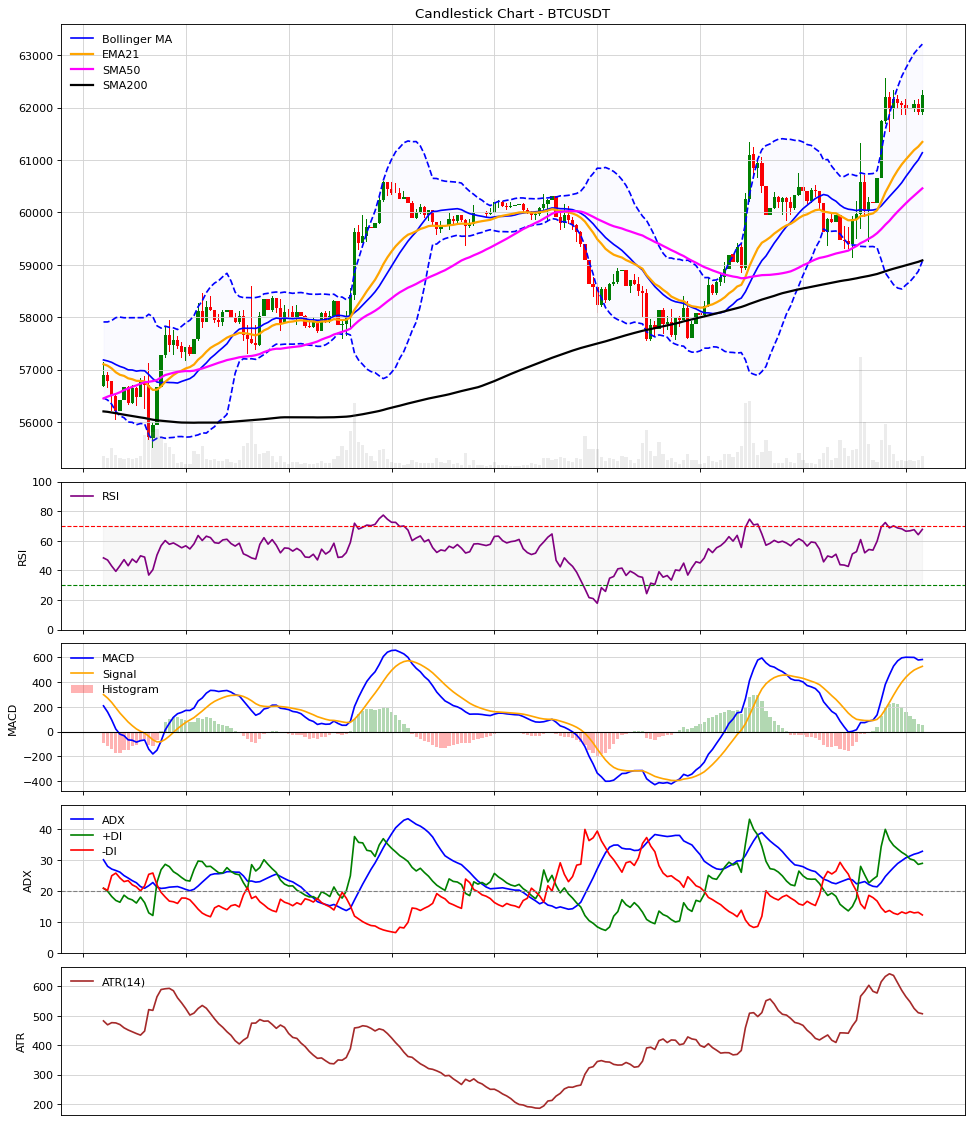 Candlestick Chart - BTCUSDT
Bollinger MA
EMA21
SMA50
SMA200
63000
62000
61000
60000
59000
58000
57000
56000
RSI
100
80
60
40
20
0
RSI
MACD
Signal
Histogram
600
400
200
0
−200
−400
MACD
ADX
+DI
-DI
40
30
20
10
0
ADX
ATR(14)
600
500
400
300
200
ATR